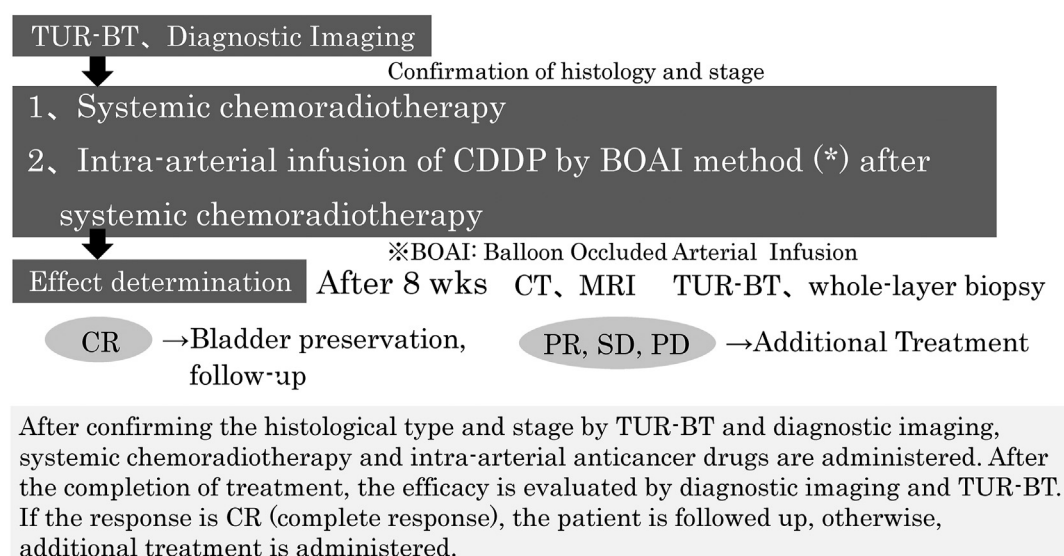 TUR-BT、Diagnostic Imaging
Confirmation of histology and stage
1、Systemic chemoradiotherapy
2、Intra-arterial infusion of CDDP by BOAI method (*) after
systemic chemoradiotherapy
※BOAI: Balloon Occluded Arterial Infusion
Effect determination After 8 wks CT、MRI TUR-BT、whole-layer biopsy
CR →Bladder preservation,
follow-up
PR, SD, PD →Additional Treatment
After confirming the histological type and stage by TUR-BT and diagnostic imaging,
systemic chemoradiotherapy and intra-arterial anticancer drugs are administered. After
the completion of treatment, the efficacy is evaluated by diagnostic imaging and TUR-BT.
If the response is CR (complete response), the patient is followed up, otherwise,
additional treatment is administered.